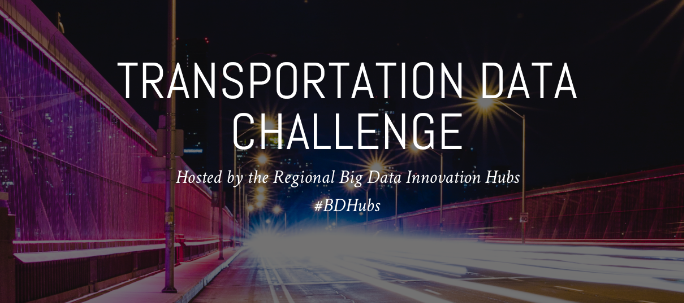 TRANSPORTATION DATA
CHALLENGE
Hosted by the Regional Big Data Innovation Hubs
#BDHubs